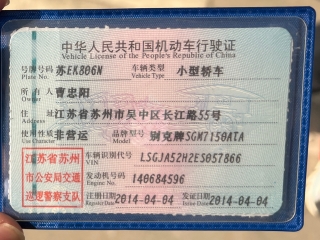 中华人民共和国机动车行驶证
Vehicle License of the People's Republic of China
号牌号码 苏EK806N 车辆类型 小型轿车
Plate No. Vehicle Type
所有人 曹忠阳
Owner
住址 江苏省苏州市吴中区长江路55号
Address
使用性质 非营运 品牌型号 别克牌SGM7150ATA
Use Character Model
江苏省苏州
市公安局交通
巡逻警察支队
车辆识别代号 LSGJA52H2ES057866
VIN
发动机号码 140684596
Engine No.
注册日期 2014-04-04 发证日期 2014-04-04
Register Date Issue Date